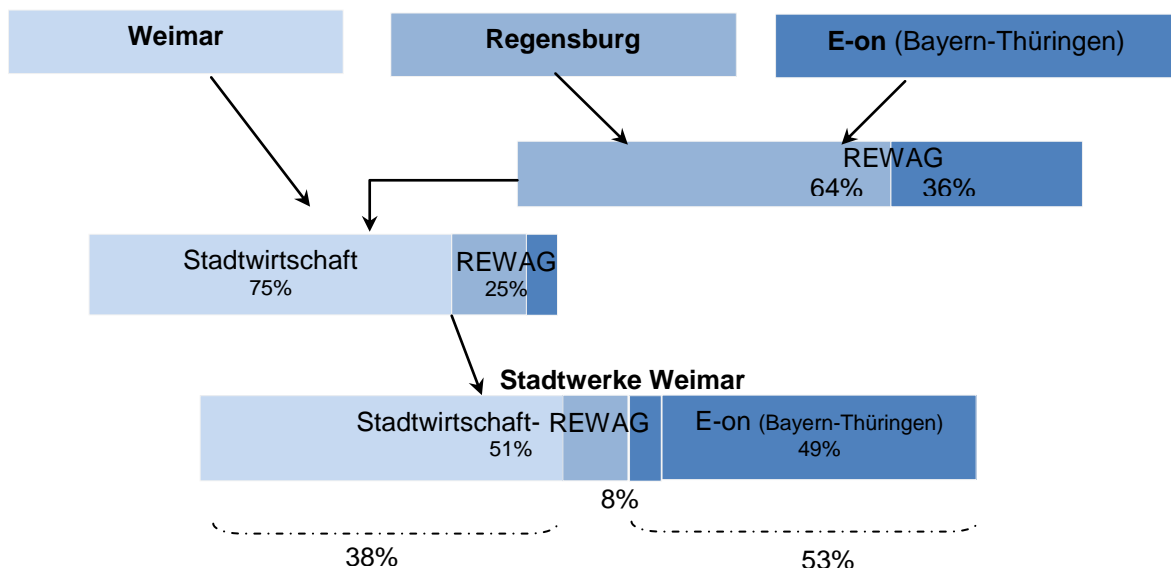 Weimar
Regensburg
E-on (Bayern-Thüringen)
REWAG
64%
36%
Stadtwirtschaft
75%
REWAG
25%
Stadtwerke Weimar
Stadtwirtschaft- REWAG
51%
E-on (Bayern-Thüringen)
49%
8%
38%
53%